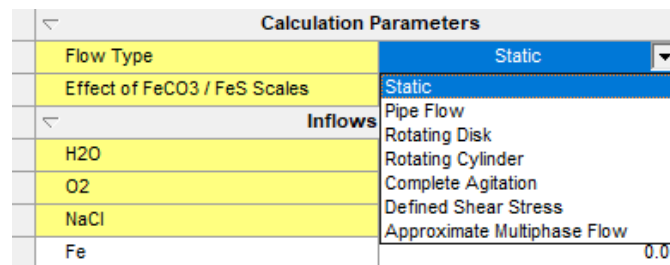 Calculation Parameters
Flow Type Static
Effect of FeCO3 / FeS Scales
Static
Pipe Flow
Rotating Disk
Rotating Cylinder
Complete Agitation
Defined Shear Stress
Approximate Multiphase Flow
Inflows
H2O
O2
NaCl
Fe 0.0